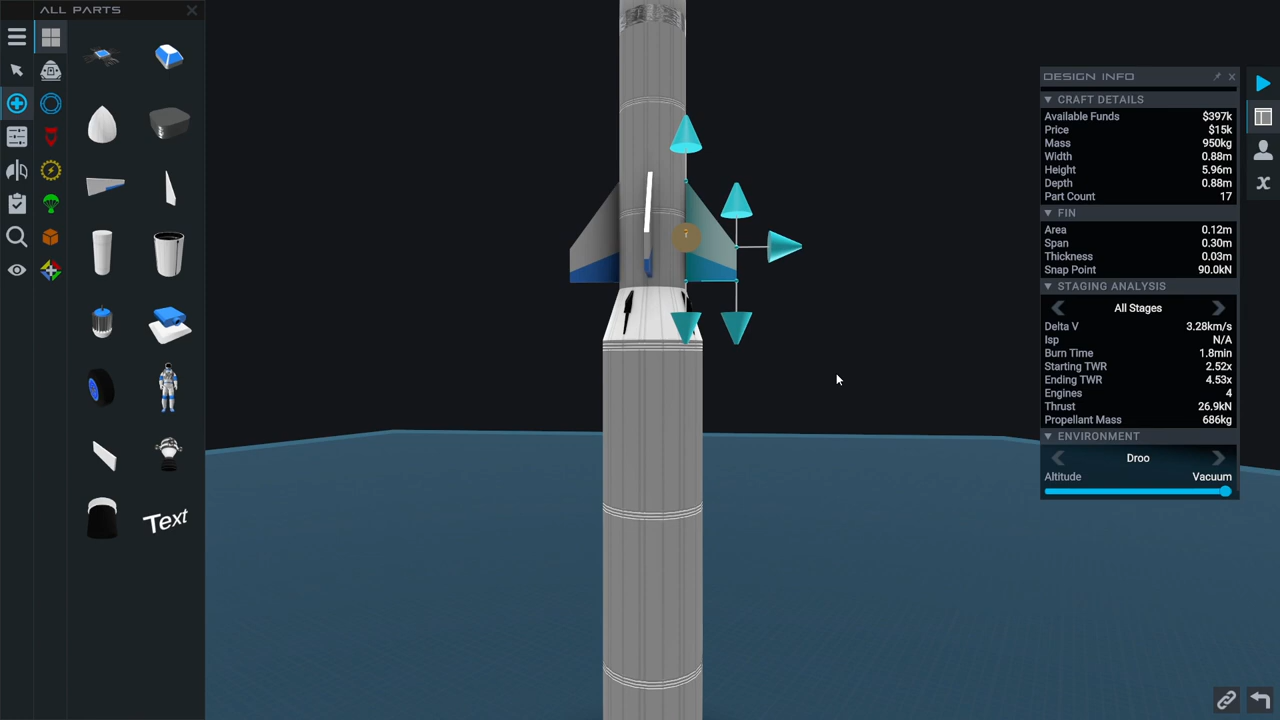 ALL PARTS
Text
DESIGN INFO
CRAFT DETAILS
Available Funds $397k
Price $15k
Mass 950kg
Width 0.88m
Height 5.96m
Depth 0.88m
Part Count 17
FIN
Area 0.12m
Span 0.30m
Thickness 0.03m
Snap Point 90.0kN
STAGING ANALYSIS
All Stages
Delta V 3.28km/s
Isp N/A
Burn Time 1.8min
Starting TWR 2.52x
Ending TWR 4.53x
Engines 4
Thrust 26.9kN
Propellant Mass 686kg
ENVIRONMENT
Droo
Altitude Vacuum